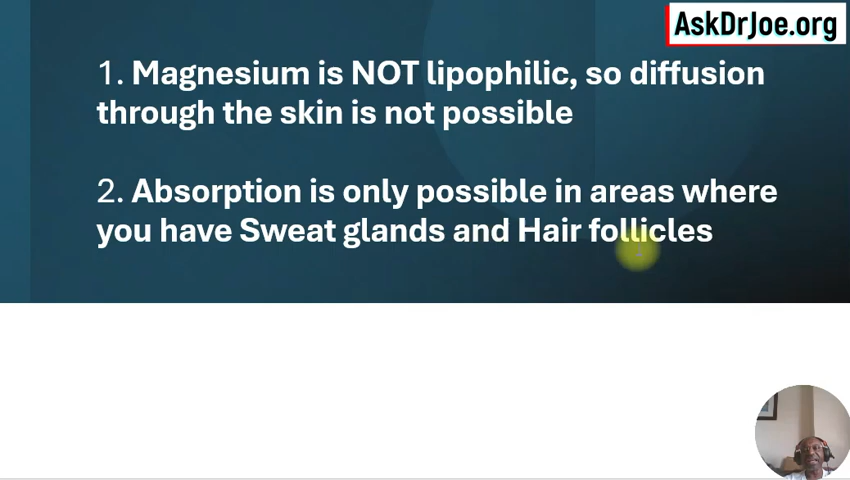 AskDrJoe.org
1. Magnesium is NOT lipophilic, so diffusion
through the skin is not possible
2. Absorption is only possible in areas where
you have Sweat glands and Hair follicles